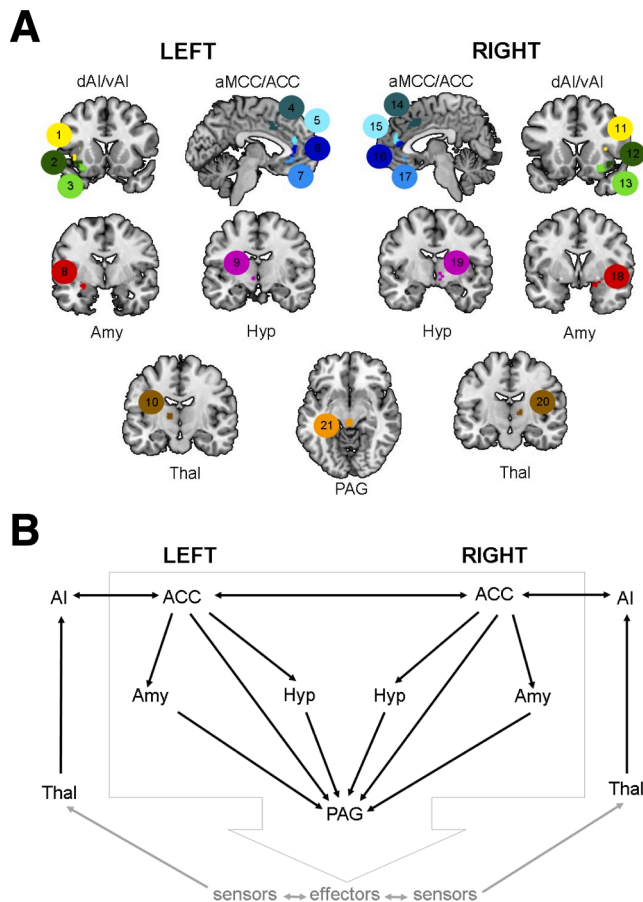 A
LEFT RIGHT
dAI/vAI aMCC/ACC aMCC/ACC dAI/vAI
1 4 14 11
5 15
2 6 16 12
3 7 17 13
8 9 19 18
Amy Hyp Hyp Amy
10 21 20
Thal PAG Thal
B
LEFT RIGHT
AI ACC ACC AI
Amy Hyp Hyp Amy
Thal PAG Thal
sensors effectors sensors